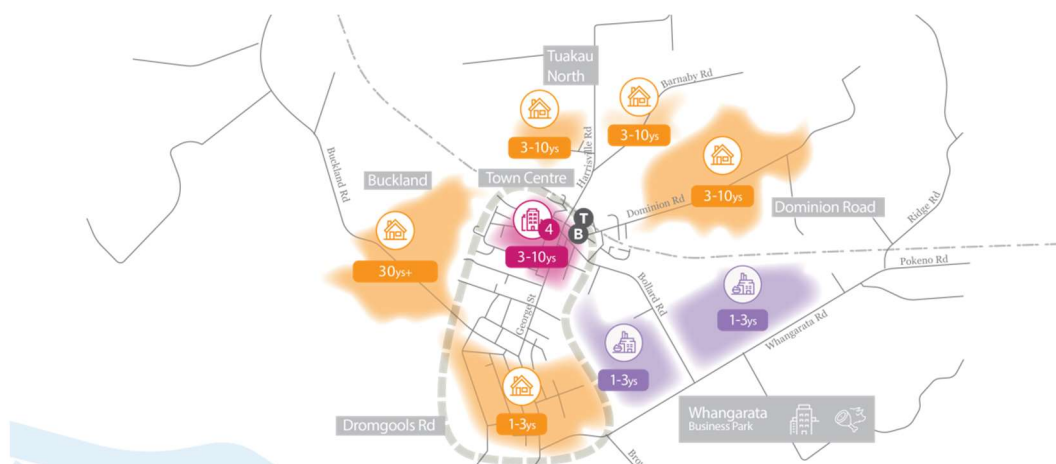 Tuakau
North
Barnaby Rd
3-10ys
3-10ys
Harrisville Rd
Buckland Rd
Buckland
Town Centre
3-10ys
Dominion Rd
Dominion Road
Ridge Rd
T
B
4
3-10ys
30ys+
Pokeno Rd
Bollard Rd
George St
1-3ys
Whangarata Rd
1-3ys
1-3ys
Dromgools Rd
Whangarata
Business Park